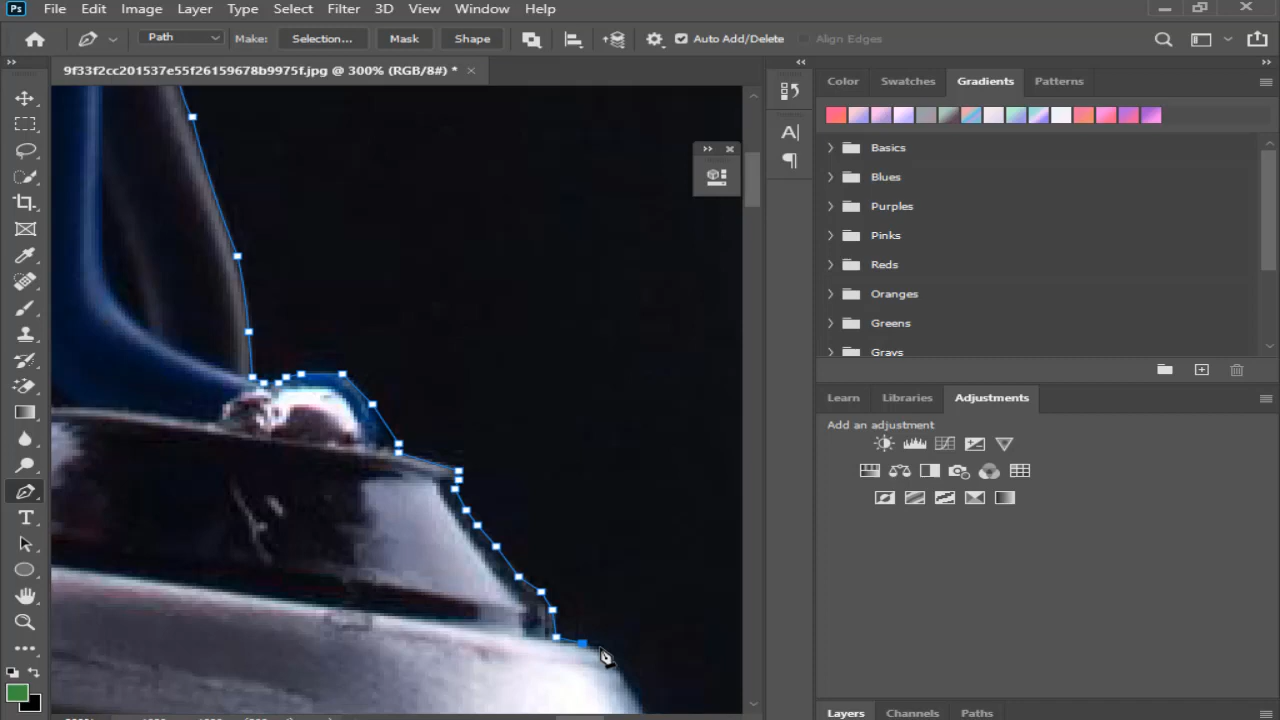 Ps File Edit Image Layer Type Select Filter 3D View Window Help
Path Make: Selection... Mask Shape Auto Add/Delete Align Edges
9f33f2cc201537e55f26159678b9975f.jpg @ 300% (RGB/8#) *
Color Swatches Gradients Patterns
Basics
Blues
Purples
Pinks
Reds
Oranges
Greens
Grays
Learn Libraries Adjustments
Add an adjustment
Layers Channels Paths